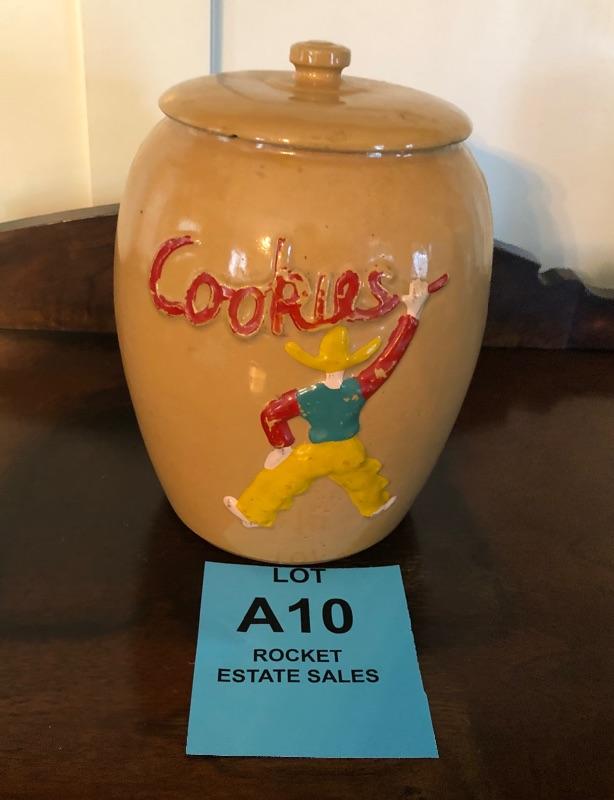 Cookies
LOT
A10
ROCKET
ESTATE SALES